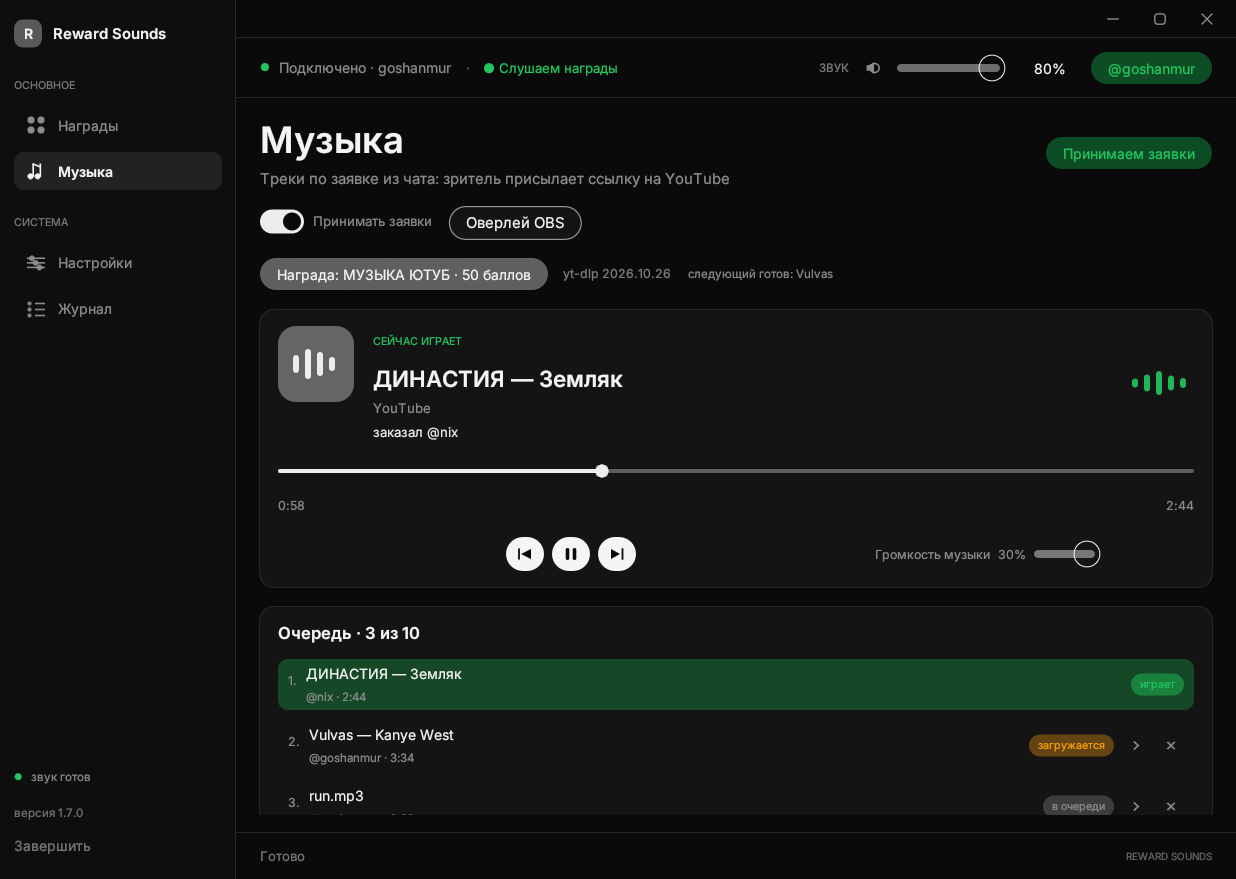 R Reward Sounds
ОСНОВНОЕ
Награды
Музыка
СИСТЕМА
Настройки
Журнал
звук готов
версия 1.7.0
Завершить
Подключено · goshanmur · Слушаем награды
ЗВУК 80% @goshanmur
Музыка
Треки по заявке из чата: зритель присылает ссылку на YouTube
Принимаем заявки
Принимать заявки Оверлей OBS
Награда: МУЗЫКА ЮТУБ · 50 баллов yt-dlp 2026.10.26 следующий готов: Vulvas
СЕЙЧАС ИГРАЕТ
ДИНАСТИЯ — Земляк
YouTube
заказал @nix
0:58 2:44
Громкость музыки 30%
Очередь · 3 из 10
1. ДИНАСТИЯ — Земляк
@nix · 2:44
играет
2. Vulvas — Kanye West
@goshanmur · 3:34
загружается
3. run.mp3
в очереди
Готово
REWARD SOUNDS